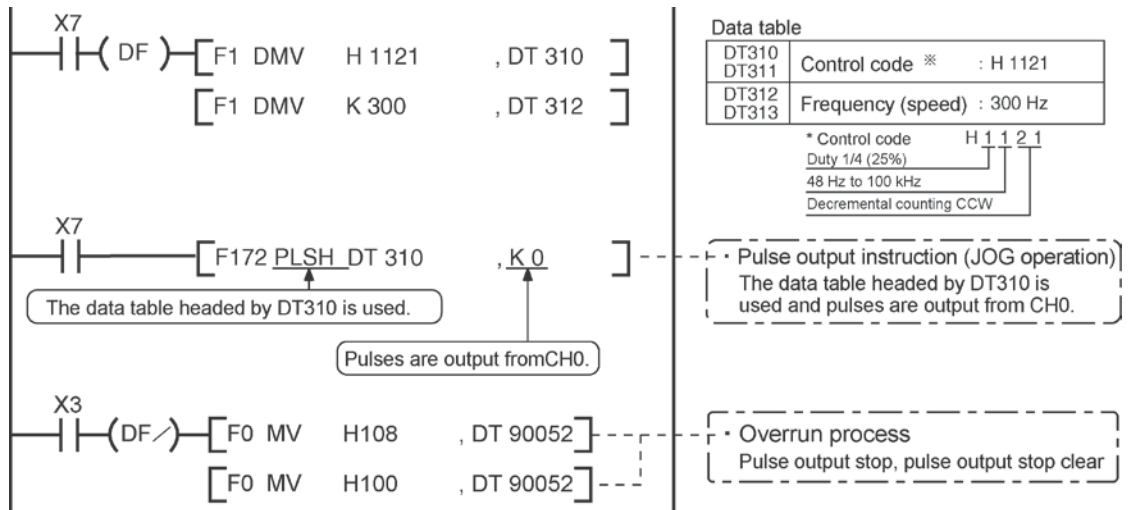 X7
( DF ) F1 DMV H 1121 , DT 310
F1 DMV K 300 , DT 312
Data table
DT310
DT311
Control code ※ : H 1121
DT312
DT313
Frequency (speed) : 300 Hz
* Control code H 1 1 2 1
Duty 1/4 (25%)
48 Hz to 100 kHz
Decremental counting CCW
X7
F172 PLSH DT 310 , K 0
The data table headed by DT310 is used.
Pulses are output fromCH0.
· Pulse output instruction (JOG operation)
The data table headed by DT310 is
used and pulses are output from CH0.
X3
(DF/) F0 MV H108 , DT 90052
F0 MV H100 , DT 90052
· Overrun process
Pulse output stop, pulse output stop clear